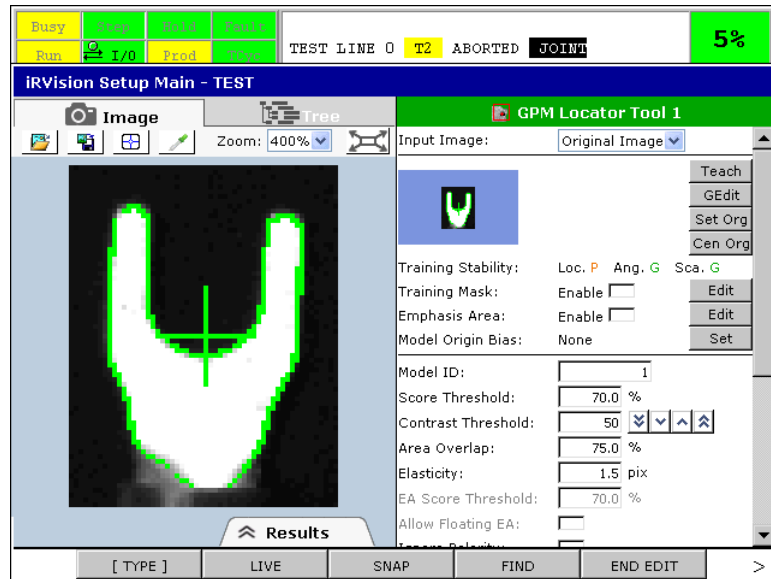 Busy Step Hold Fault
Run I/O Prod TCyc
TEST LINE 0 T2 ABORTED JOINT
5%
iRVision Setup Main - TEST
Image Tree
Zoom: 400%
GPM Locator Tool 1
Input Image: Original Image
Teach
GEdit
Set Org
Cen Org
Training Stability: Loc. P Ang. G Sca. G
Training Mask: Enable Edit
Emphasis Area: Enable Edit
Model Origin Bias: None Set
Model ID: 1
Score Threshold: 70.0 %
Contrast Threshold: 50
Area Overlap: 75.0 %
Elasticity: 1.5 pix
EA Score Threshold: 70.0 %
Allow Floating EA:
Ignore Polarity:
Results
[ TYPE ] LIVE SNAP FIND END EDIT >